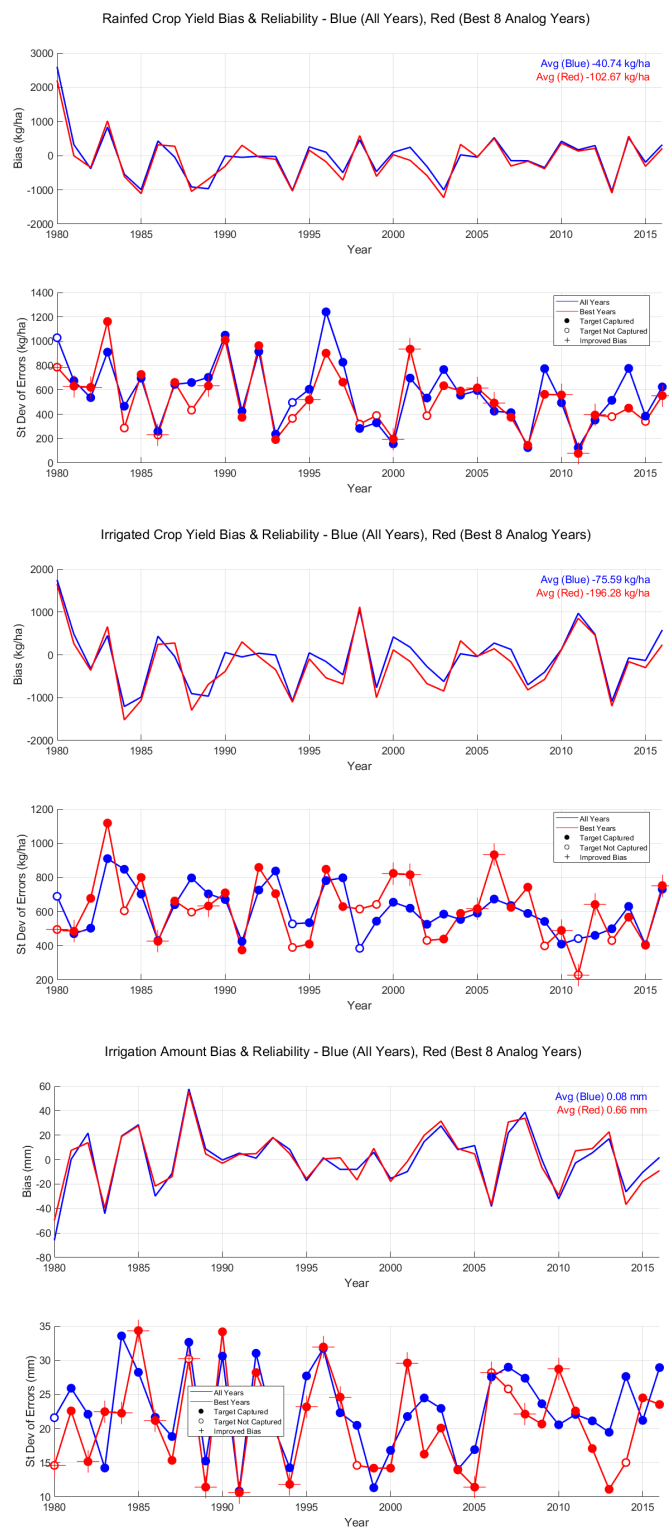 Rainfed Crop Yield Bias & Reliability - Blue (All Years), Red (Best 8 Analog Years)
3000
2000
1000
0
-1000
-2000
Bias (kg/ha)
Avg (Blue) -40.74 kg/ha
Avg (Red) -102.67 kg/ha
1980 1985 1990 1995 2000 2005 2010 2015
Year
1400
1200
1000
800
600
400
200
0
St Dev of Errors (kg/ha)
All Years
Best Years
Target Captured
Target Not Captured
Improved Bias
1980 1985 1990 1995 2000 2005 2010 2015
Year
Irrigated Crop Yield Bias & Reliability - Blue (All Years), Red (Best 8 Analog Years)
2000
1000
0
-1000
-2000
Bias (kg/ha)
Avg (Blue) -75.59 kg/ha
Avg (Red) -196.28 kg/ha
1980 1985 1990 1995 2000 2005 2010 2015
Year
1200
1000
800
600
400
200
St Dev of Errors (kg/ha)
All Years
Best Years
Target Captured
Target Not Captured
Improved Bias
1980 1985 1990 1995 2000 2005 2010 2015
Year
Irrigation Amount Bias & Reliability - Blue (All Years), Red (Best 8 Analog Years)
60
40
20
0
-20
-40
-60
-80
Bias (mm)
Avg (Blue) 0.08 mm
Avg (Red) 0.66 mm
1980 1985 1990 1995 2000 2005 2010 2015
Year
35
30
25
20
15
10
St Dev of Errors (mm)
All Years
Best Years
Target Captured
Target Not Captured
Improved Bias
1980 1985 1990 1995 2000 2005 2010 2015
Year